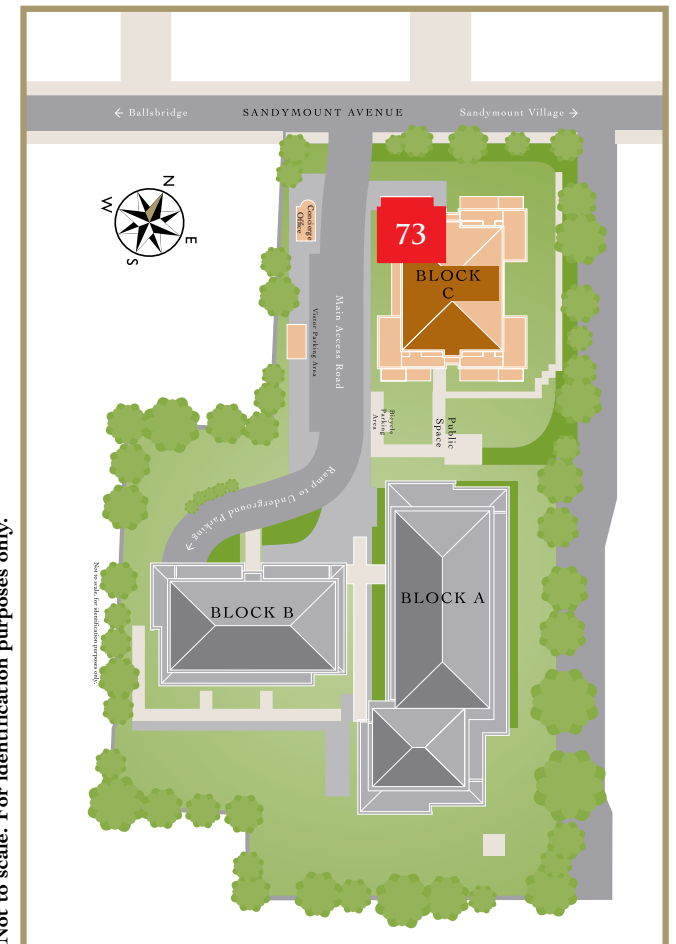 ← Ballsbridge
SANDYMOUNT AVENUE
Sandymount Village →
N
W
E
S
Concierge
Office
73
BLOCK
C
Main Access Road
Visitor Parking Area
Bicycle
Parking
Area
Public
Space
Ramp to Underground Parking
←
BLOCK B
BLOCK A
Not to scale, for identification purposes only.
Not to scale. For identification purposes only.